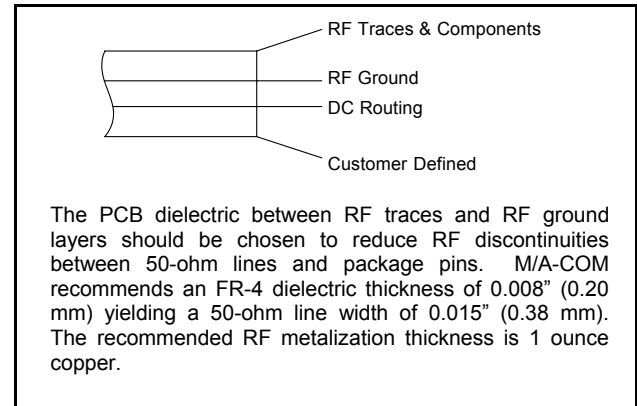 RF Traces & Components
RF Ground
DC Routing
Customer Defined
The PCB dielectric between RF traces and RF ground
layers should be chosen to reduce RF discontinuities
between 50-ohm lines and package pins. M/A-COM
recommends an FR-4 dielectric thickness of 0.008” (0.20
mm) yielding a 50-ohm line width of 0.015” (0.38 mm).
The recommended RF metalization thickness is 1 ounce
copper.